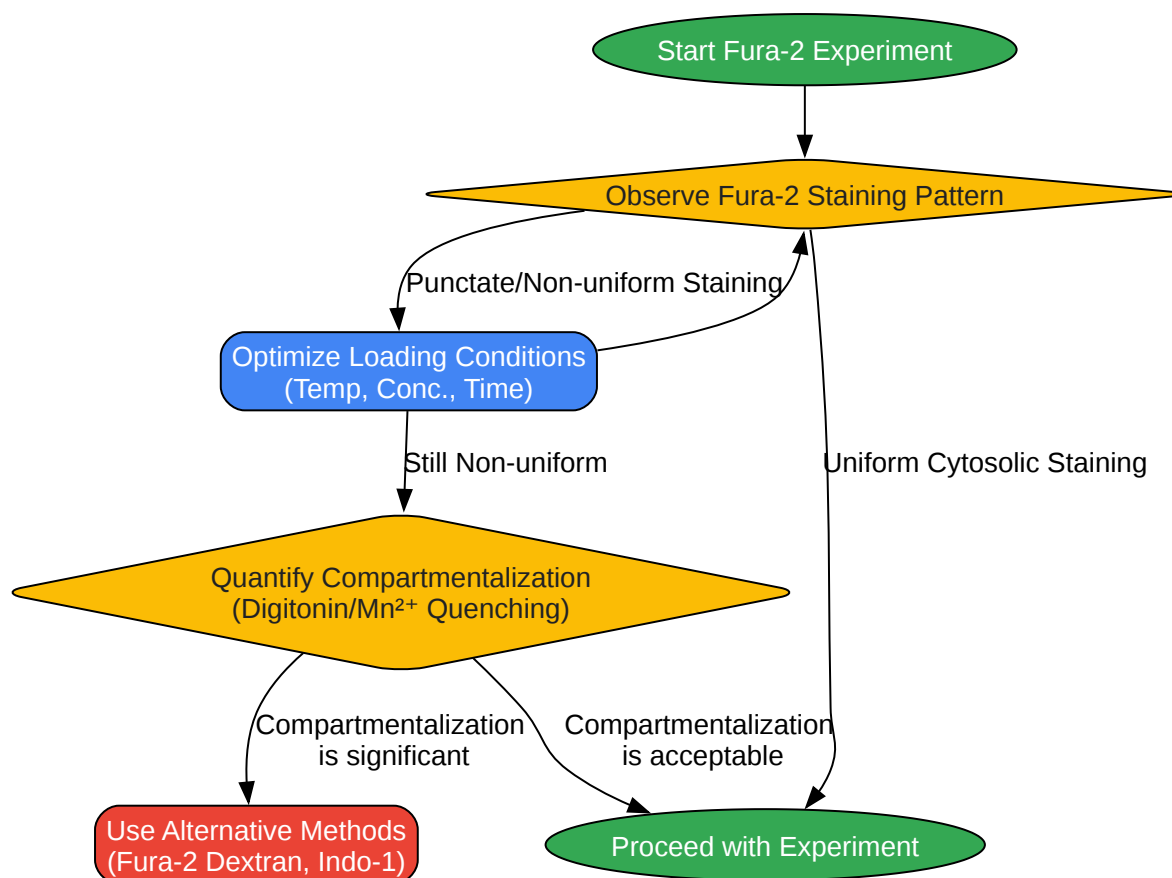 Start Fura-2 Experiment
Observe Fura-2 Staining Pattern
Punctate/Non-uniform Staining
Optimize Loading Conditions
(Temp, Conc., Time)
Still Non-uniform
Uniform Cytosolic Staining
Quantify Compartmentalization
(Digitonin/Mn²⁺ Quenching)
Compartmentalization
is significant
Compartmentalization
is acceptable
Use Alternative Methods
(Fura-2 Dextran, Indo-1)
Proceed with Experiment